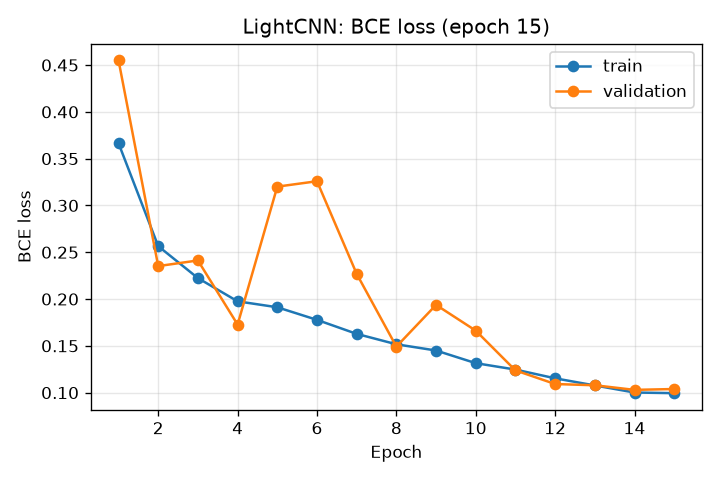 LightCNN: BCE loss (epoch 15)
train
validation
BCE loss
0.45
0.40
0.35
0.30
0.25
0.20
0.15
0.10
2 4 6 8 10 12 14
Epoch